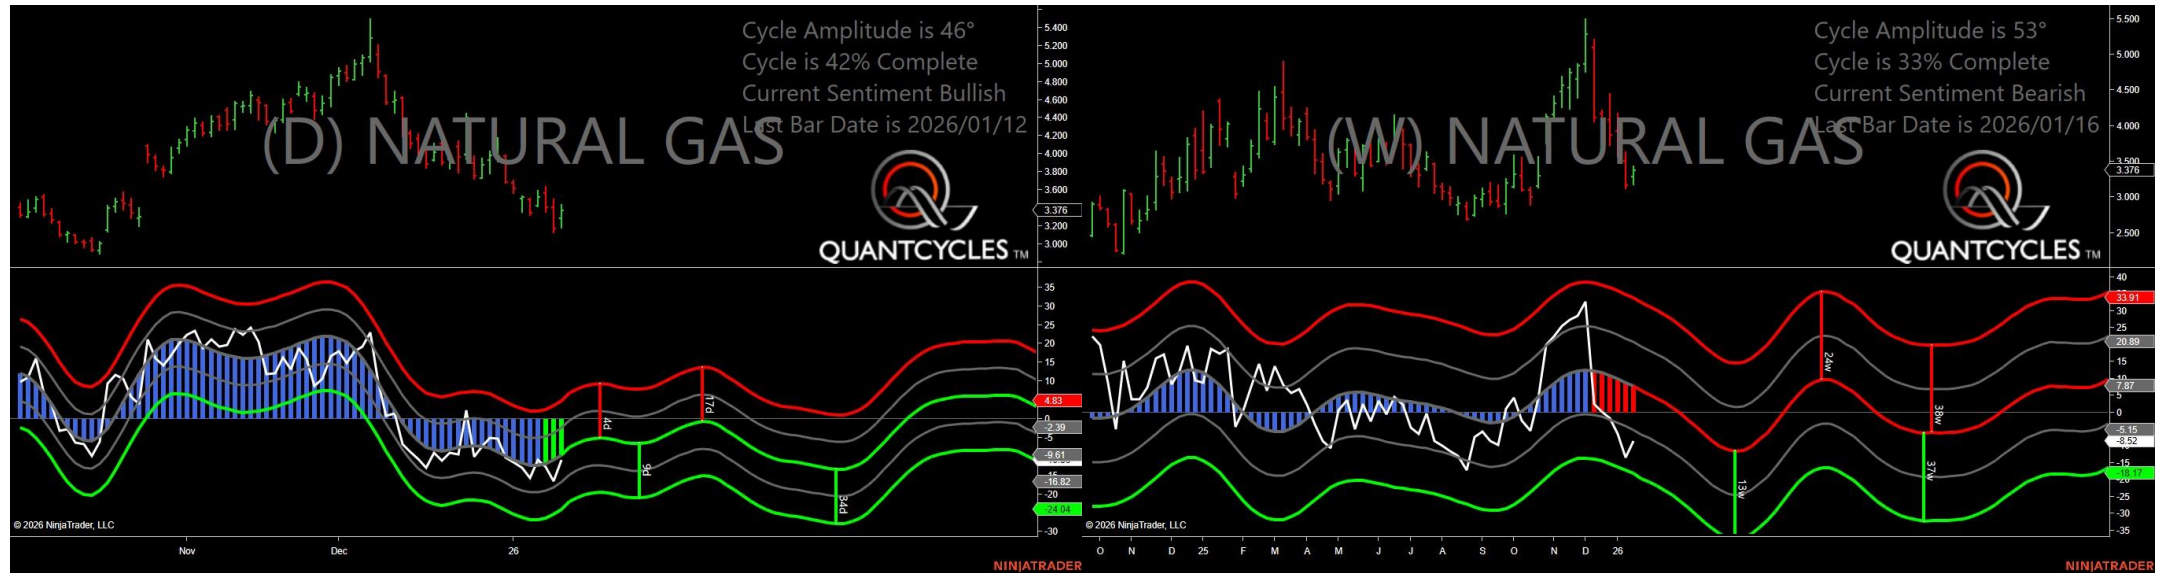 Cycle Amplitude is 46°
Cycle is 42% Complete
Current Sentiment Bullish
Last Bar Date is 2026/01/12
(D) NATURAL GAS
QUANTCYCLES TM
5.400
5.200
5.000
4.800
4.600
4.400
4.200
4.000
3.800
3.600
3.376
3.200
3.000
35
30
25
20
15
10
4.83
0
-2.39
-5
-9.61
-16.82
-20
-24.04
-30
4d
9d
17d
34d
© 2026 NinjaTrader, LLC
Nov
Dec
26
NINJATRADER
Cycle Amplitude is 53°
Cycle is 33% Complete
Current Sentiment Bearish
Last Bar Date is 2026/01/16
(W) NATURAL GAS
QUANTCYCLES TM
5.500
5.000
4.500
4.000
3.500
3.376
3.000
2.500
40
33.91
30
25
20.89
15
7.87
5
0
-5.15
-8.52
-15
-18.17
-25
-30
-35
13w
24w
37w
38w
© 2026 NinjaTrader, LLC
O N D 25 F M A M J J A S O N D 26
NINJATRADER